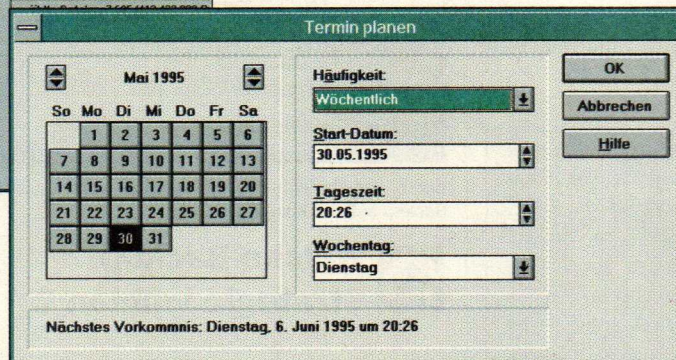 Termin planen
Mai 1995
So Mo Di Mi Do Fr Sa
1 2 3 4 5 6
7 8 9 10 11 12 13
14 15 16 17 18 19 20
21 22 23 24 25 26 27
28 29 30 31
Häufigkeit:
Wöchentlich
Start-Datum:
30.05.1995
Tageszeit:
20:26
Wochentag:
Dienstag
OK
Abbrechen
Hilfe
Nächstes Vorkommnis: Dienstag, 6. Juni 1995 um 20:26